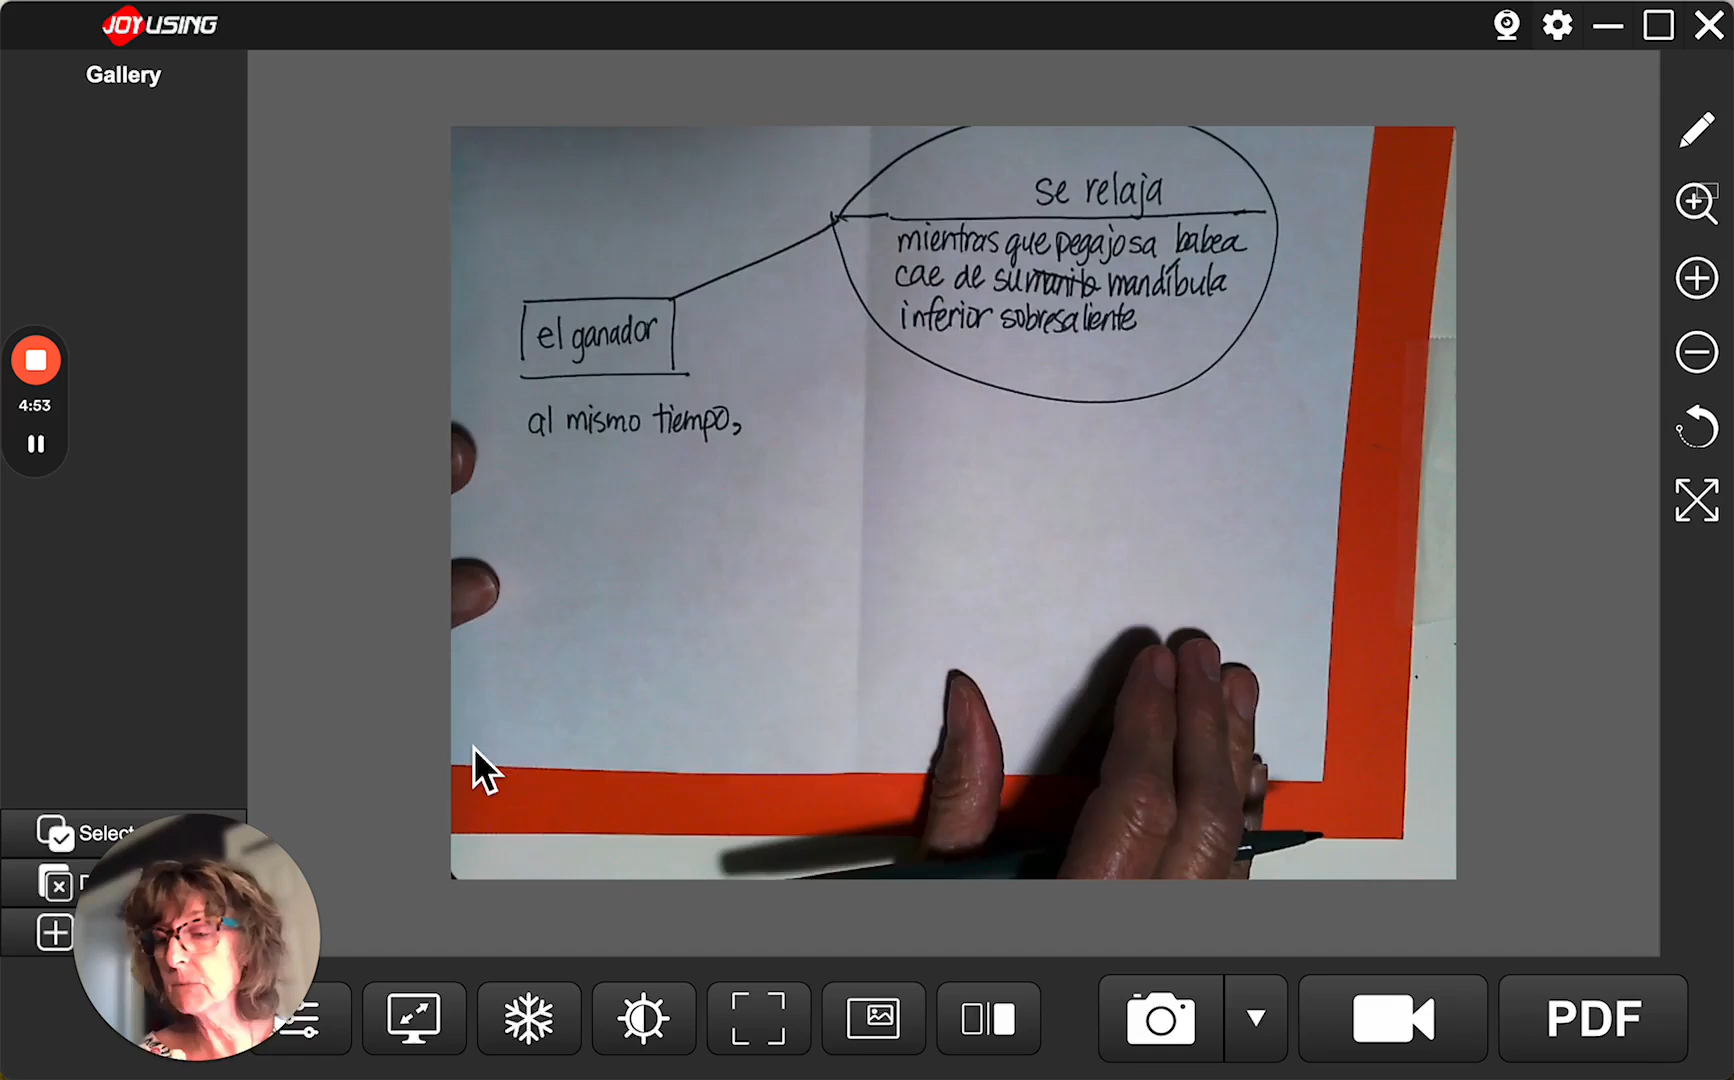 JOYUSING
Gallery
se relaja
mientras que pegajosa babea
cae de su mandíbula
inferior sobresaliente
el ganador
al mismo tiempo,
4:53
Select
PDF